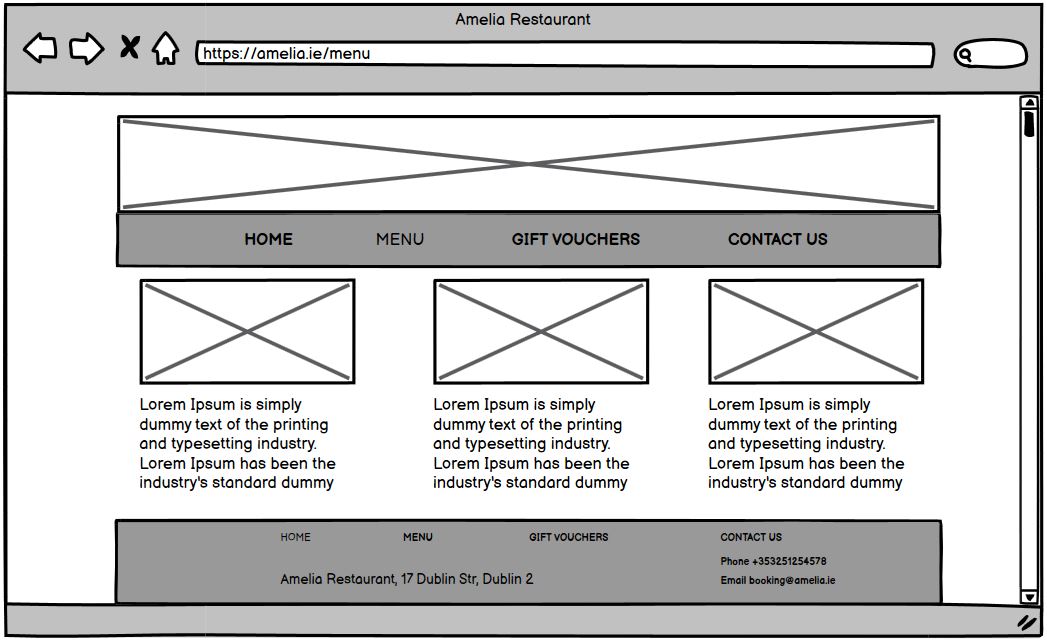 Amelia Restaurant
https://amelia.ie/menu
HOME MENU GIFT VOUCHERS CONTACT US
Lorem Ipsum is simply
dummy text of the printing
and typesetting industry.
Lorem Ipsum has been the
industry's standard dummy
Lorem Ipsum is simply
dummy text of the printing
and typesetting industry.
Lorem Ipsum has been the
industry's standard dummy
Lorem Ipsum is simply
dummy text of the printing
and typesetting industry.
Lorem Ipsum has been the
industry's standard dummy
HOME MENU GIFT VOUCHERS CONTACT US
Phone +353251254578
Amelia Restaurant, 17 Dublin Str, Dublin 2
Email booking@amelia.ie